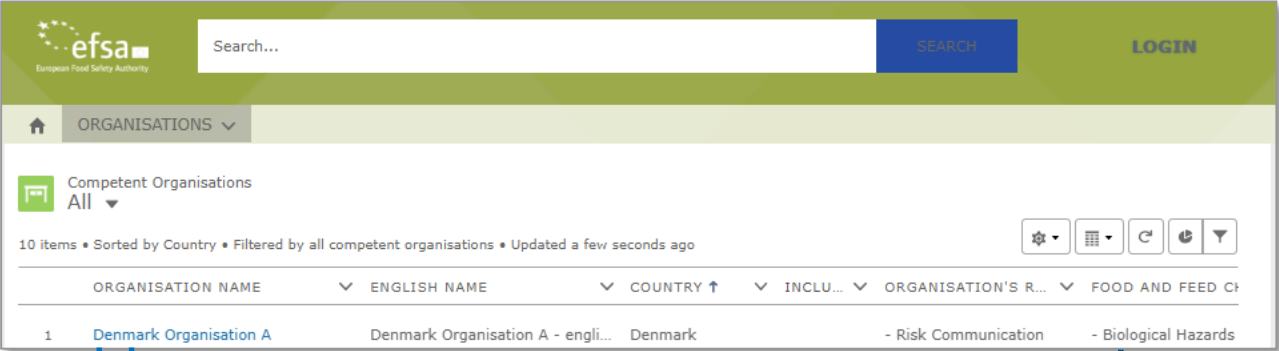 efsa
European Food Safety Authority
Search...
SEARCH
LOGIN
ORGANISATIONS
Competent Organisations
All
10 items • Sorted by Country • Filtered by all competent organisations • Updated a few seconds ago
ORGANISATION NAME ENGLISH NAME COUNTRY ↑ INCLU... ORGANISATION'S R... FOOD AND FEED
1 Denmark Organisation A Denmark Organisation A - engli... Denmark - Risk Communication - Biological Hazards